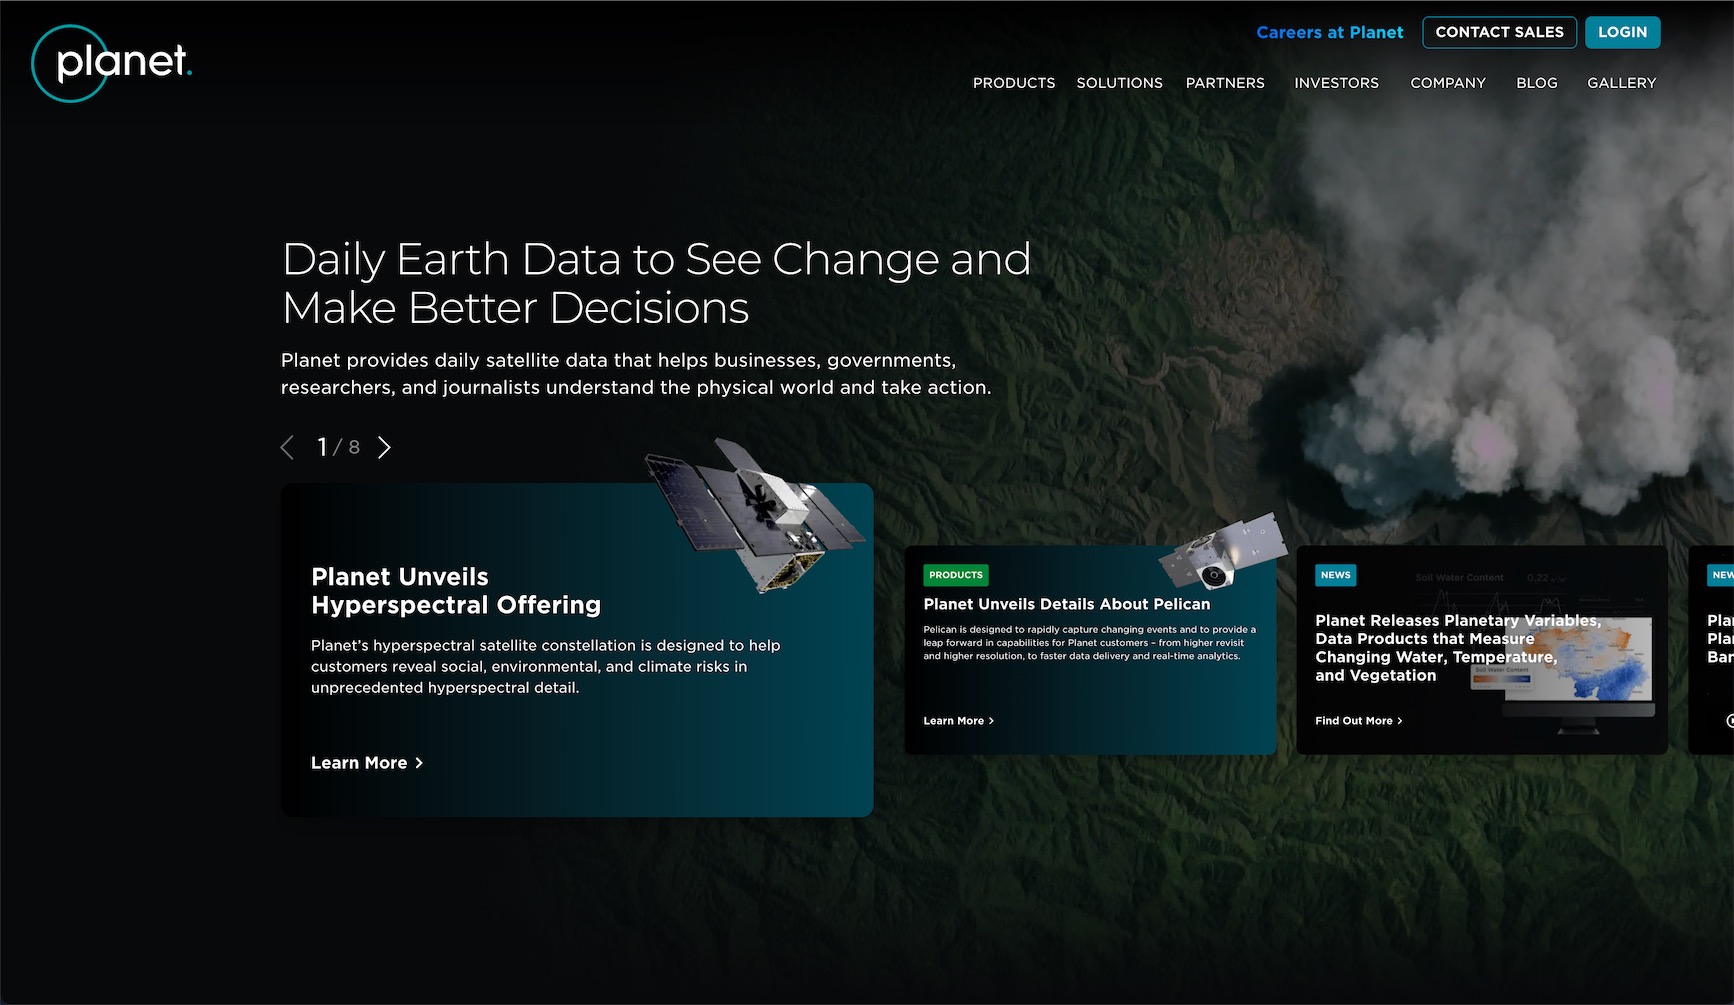 planet.
Careers at Planet
CONTACT SALES
LOGIN
PRODUCTS
SOLUTIONS
PARTNERS
INVESTORS
COMPANY
BLOG
GALLERY
Daily Earth Data to See Change and
Make Better Decisions
Planet provides daily satellite data that helps businesses, governments,
researchers, and journalists understand the physical world and take action.
1 / 8
Planet Unveils
Hyperspectral Offering
Planet’s hyperspectral satellite constellation is designed to help
customers reveal social, environmental, and climate risks in
unprecedented hyperspectral detail.
Learn More
PRODUCTS
Planet Unveils Details About Pelican
Pelican is designed to rapidly capture changing events and to provide a
leap forward in capabilities for Planet customers – from higher revisit
and higher resolution, to faster data delivery and real-time analytics.
Learn More
NEWS
Soil Water Content 0,22
Planet Releases Planetary Variables,
Data Products that Measure
Changing Water, Temperature,
and Vegetation
Soil Water Content
Find Out More
NEW
Pla
Pla
Bar